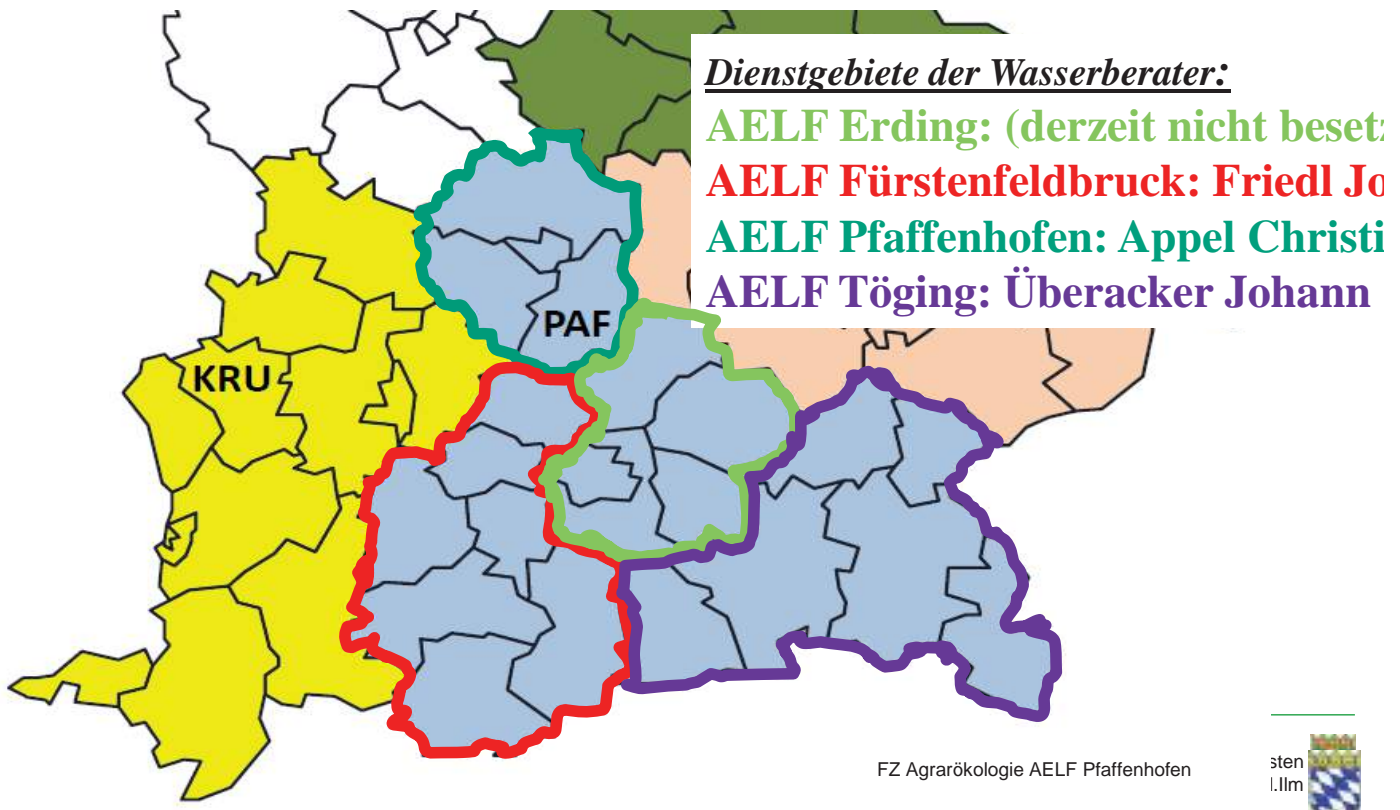 Dienstgebiete der Wasserberater:
AELF Erding: (derzeit nicht besetz
AELF Fürstenfeldbruck: Friedl Jo
AELF Pfaffenhofen: Appel Christi
AELF Töging: Überacker Johann
PAF
KRU
FZ Agrarökologie AELF Pfaffenhofen
sten
l.Ilm